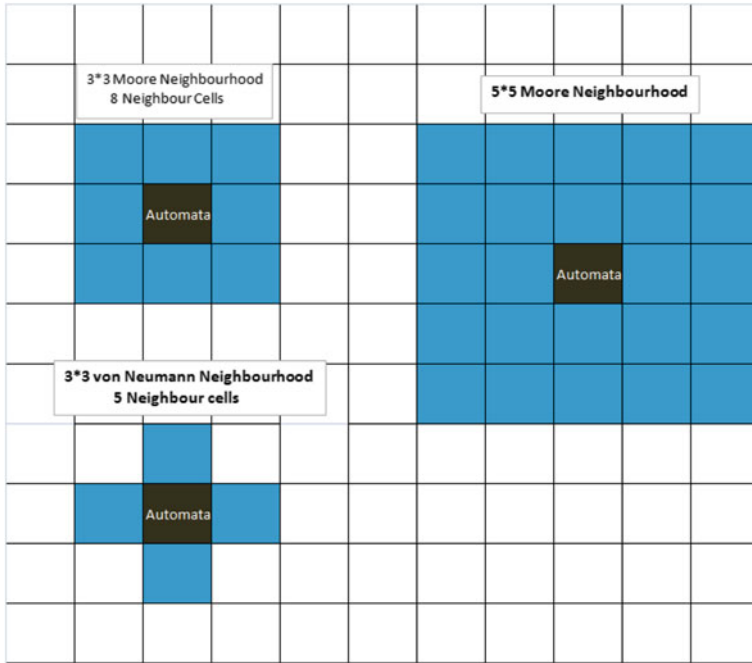 3*3 Moore Neighbourhood
8 Neighbour Cells
5*5 Moore Neighbourhood
Automata
Automata
3*3 von Neumann Neighbourhood
5 Neighbour cells
Automata